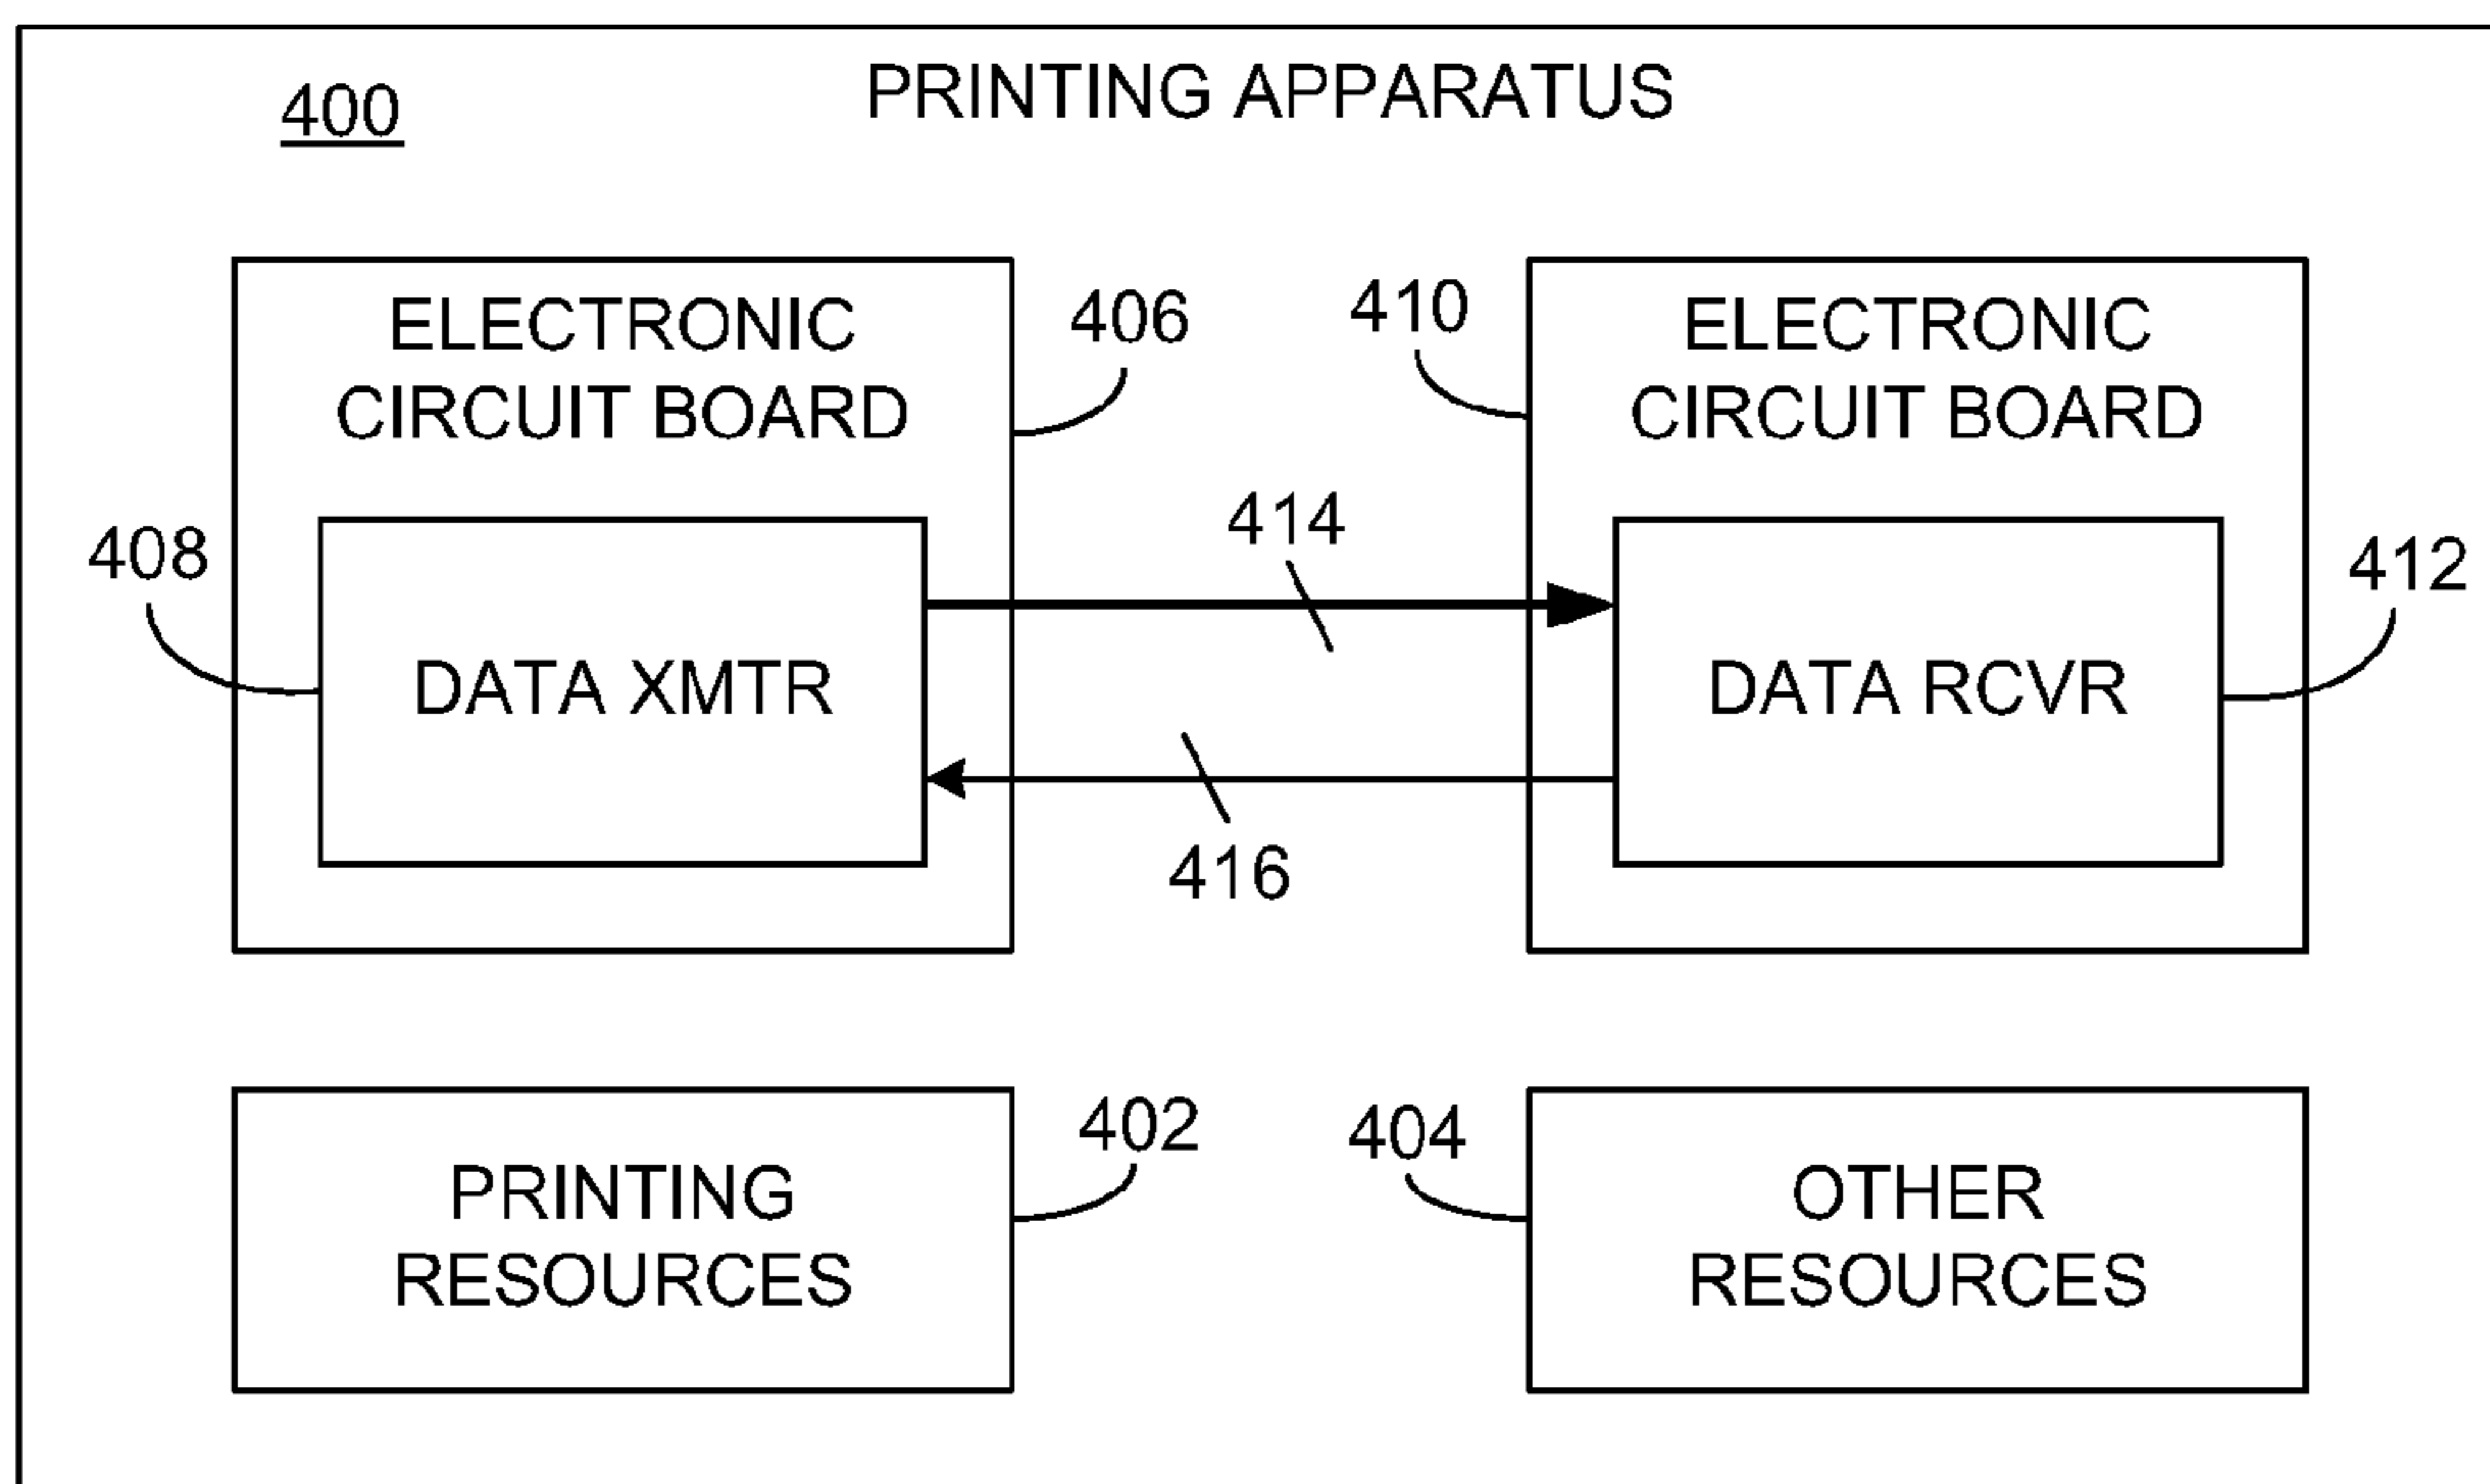 PRINTING APPARATUS
400
ELECTRONIC
CIRCUIT BOARD
406
410
ELECTRONIC
CIRCUIT BOARD
408
DATA XMTR
414
416
DATA RCVR
412
PRINTING
RESOURCES
402
404
OTHER
RESOURCES